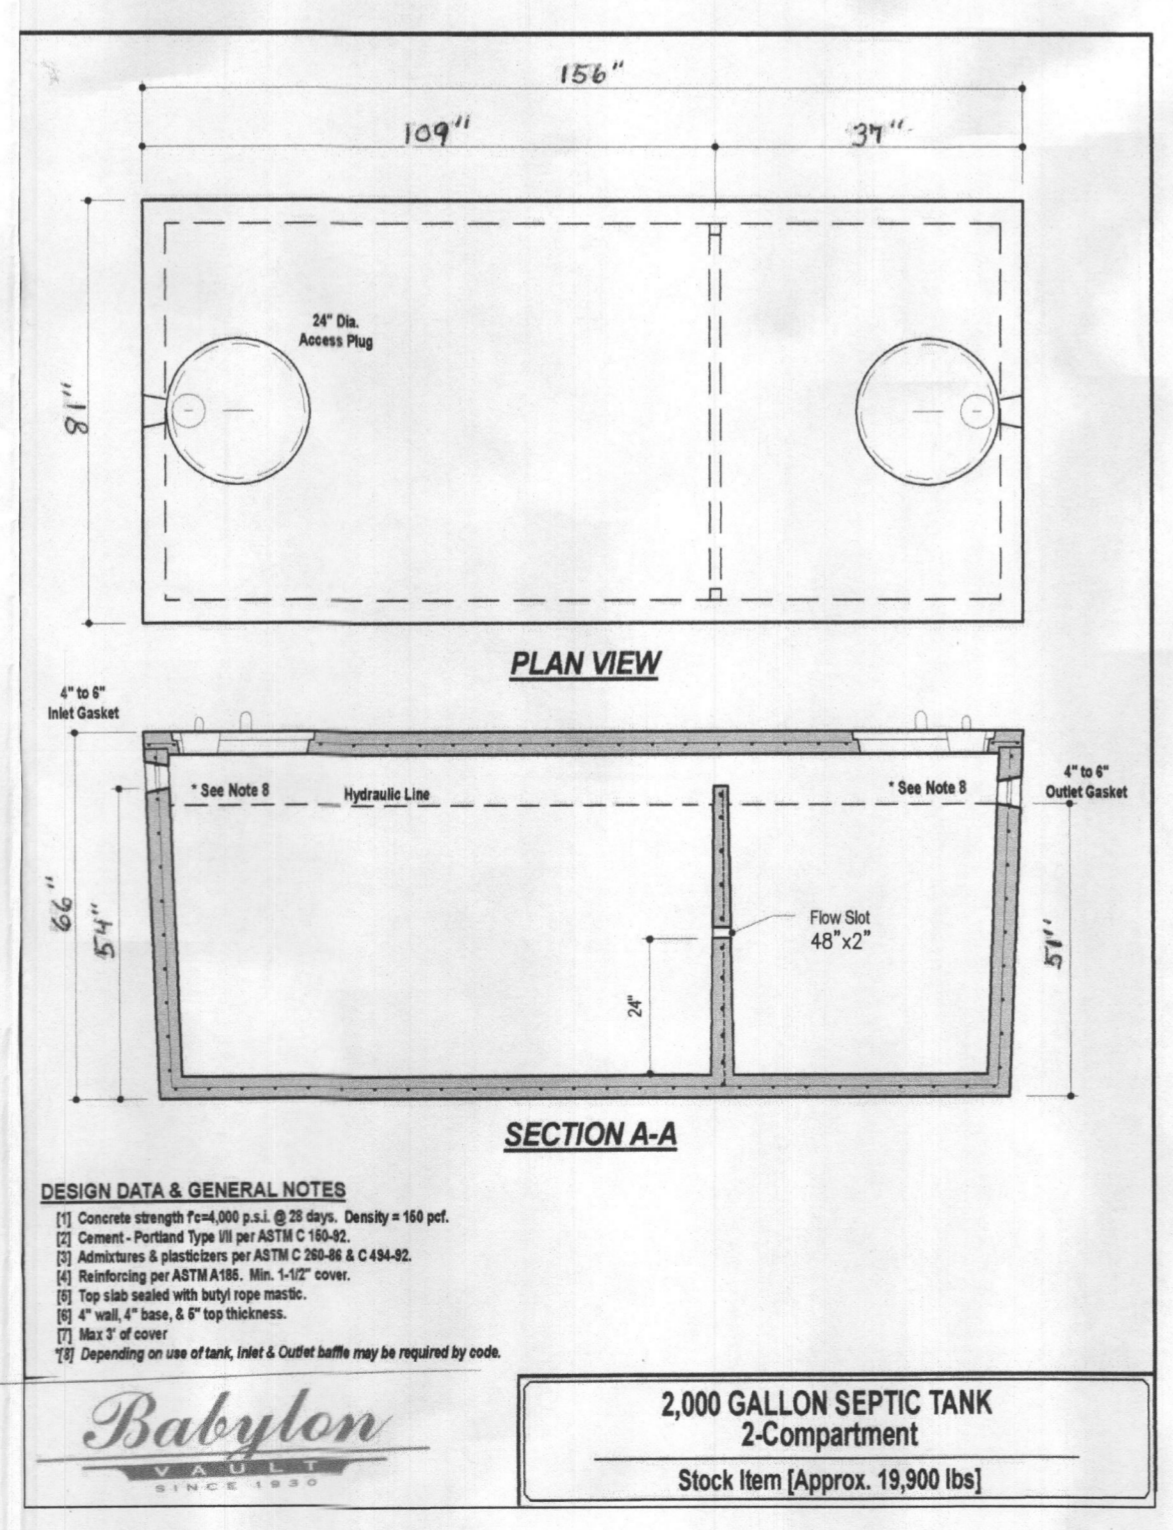 156"
109" 37"
24" Dia.
Access Plug
81"
PLAN VIEW
4" to 6"
Inlet Gasket
* See Note 8
Hydraulic Line
* See Note 8
4" to 6"
Outlet Gasket
66"
54"
Flow Slot
48"x2"
24"
51"
SECTION A-A
DESIGN DATA & GENERAL NOTES
[1] Concrete strength f'c=4,000 p.s.i. @ 28 days. Density = 150 pcf.
[2] Cement - Portland Type I/II per ASTM C 150-92.
[3] Admixtures & plasticizers per ASTM C 260-86 & C 494-92.
[4] Reinforcing per ASTM A185. Min. 1-1/2" cover.
[5] Top slab sealed with butyl rope mastic.
[6] 4" wall, 4" base, & 5" top thickness.
[7] Max 3' of cover
*[8] Depending on use of tank, Inlet & Outlet baffle may be required by code.
Babylon
VAULT
SINCE 1930
2,000 GALLON SEPTIC TANK
2-Compartment
Stock Item [Approx. 19,900 lbs]